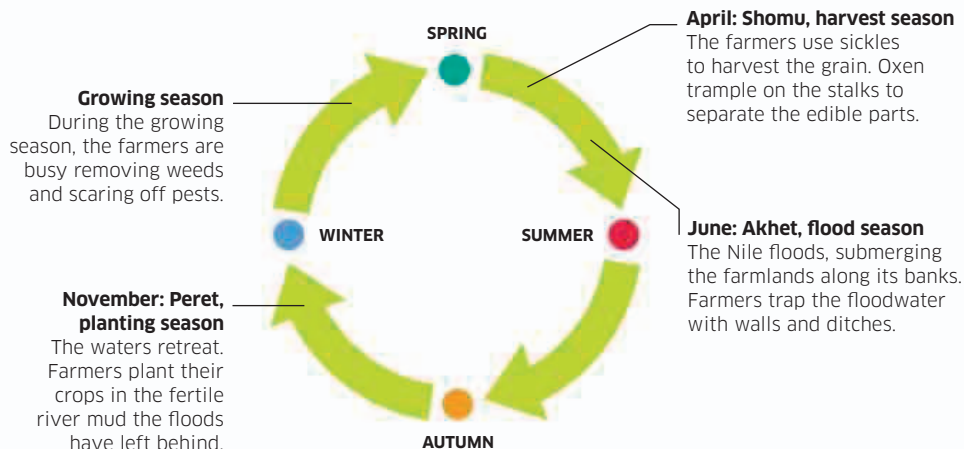 SPRING
April: Shomu, harvest season
The farmers use sickles
to harvest the grain. Oxen
trample on the stalks to
separate the edible parts.
Growing season
During the growing
season, the farmers are
busy removing weeds
and scaring off pests.
WINTER
SUMMER
June: Akhet, flood season
The Nile floods, submerging
the farmlands along its banks.
Farmers trap the floodwater
with walls and ditches.
November: Peret,
planting season
The waters retreat.
Farmers plant their
crops in the fertile
river mud the floods
have left behind.
AUTUMN